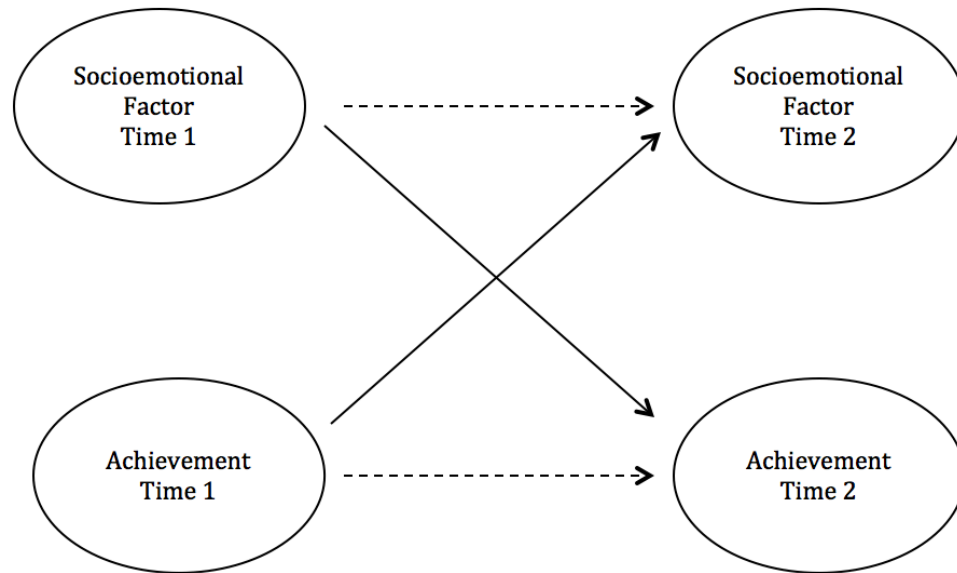 Socioemotional
Factor
Time 1
Socioemotional
Factor
Time 2
Achievement
Time 1
Achievement
Time 2